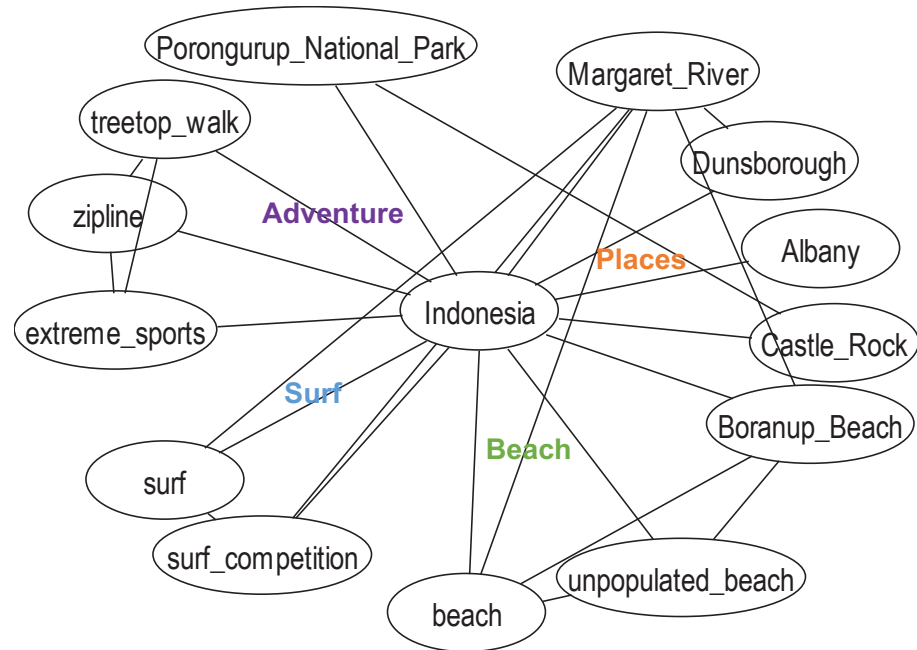 Porongurup_National_Park
Margaret_River
treetop_walk
Dunsborough
zipline
Adventure
Albany
Places
Indonesia
extreme_sports
Castle_Rock
Surf
Boranup_Beach
Beach
surf
surf_competition
unpopulated_beach
beach